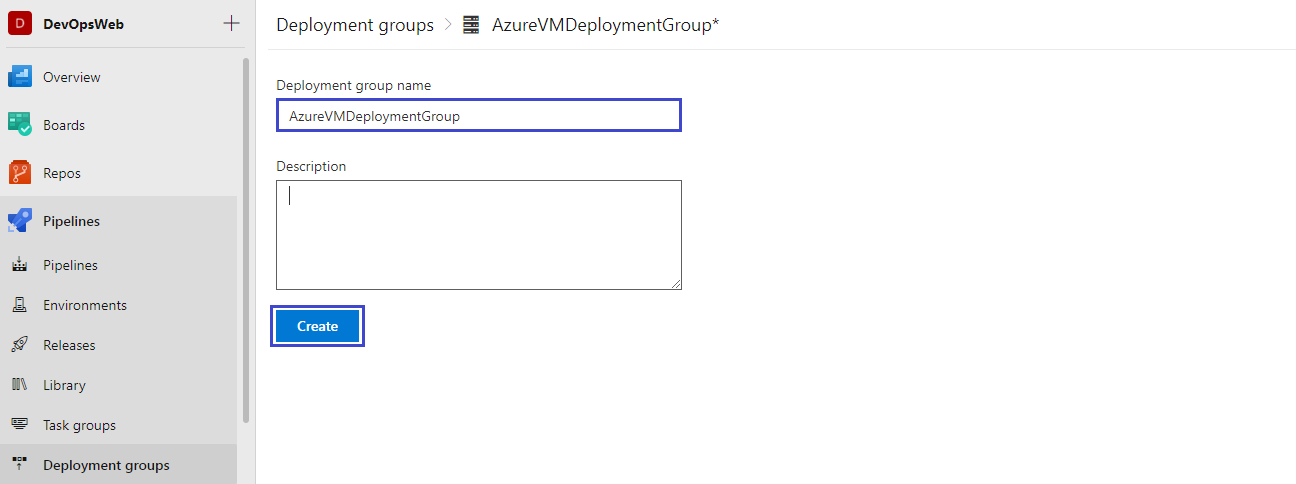 D DevOpsWeb
Overview
Boards
Repos
Pipelines
Pipelines
Environments
Releases
Library
Task groups
Deployment groups
Deployment groups > AzureVMDeploymentGroup*
Deployment group name
AzureVMDeploymentGroup
Description
Create